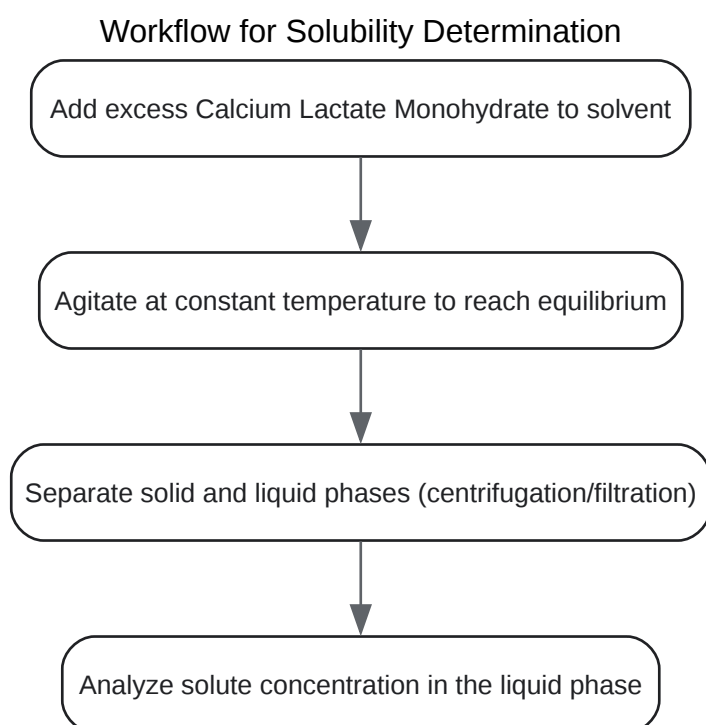 Workflow for Solubility Determination
Add excess Calcium Lactate Monohydrate to solvent
Agitate at constant temperature to reach equilibrium
Separate solid and liquid phases (centrifugation/filtration)
Analyze solute concentration in the liquid phase